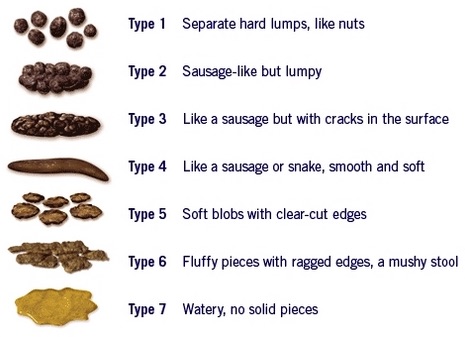 Type 1 Separate hard lumps, like nuts
Type 2 Sausage-like but lumpy
Type 3 Like a sausage but with cracks in the surface
Type 4 Like a sausage or snake, smooth and soft
Type 5 Soft blobs with clear-cut edges
Type 6 Fluffy pieces with ragged edges, a mushy stool
Type 7 Watery, no solid pieces